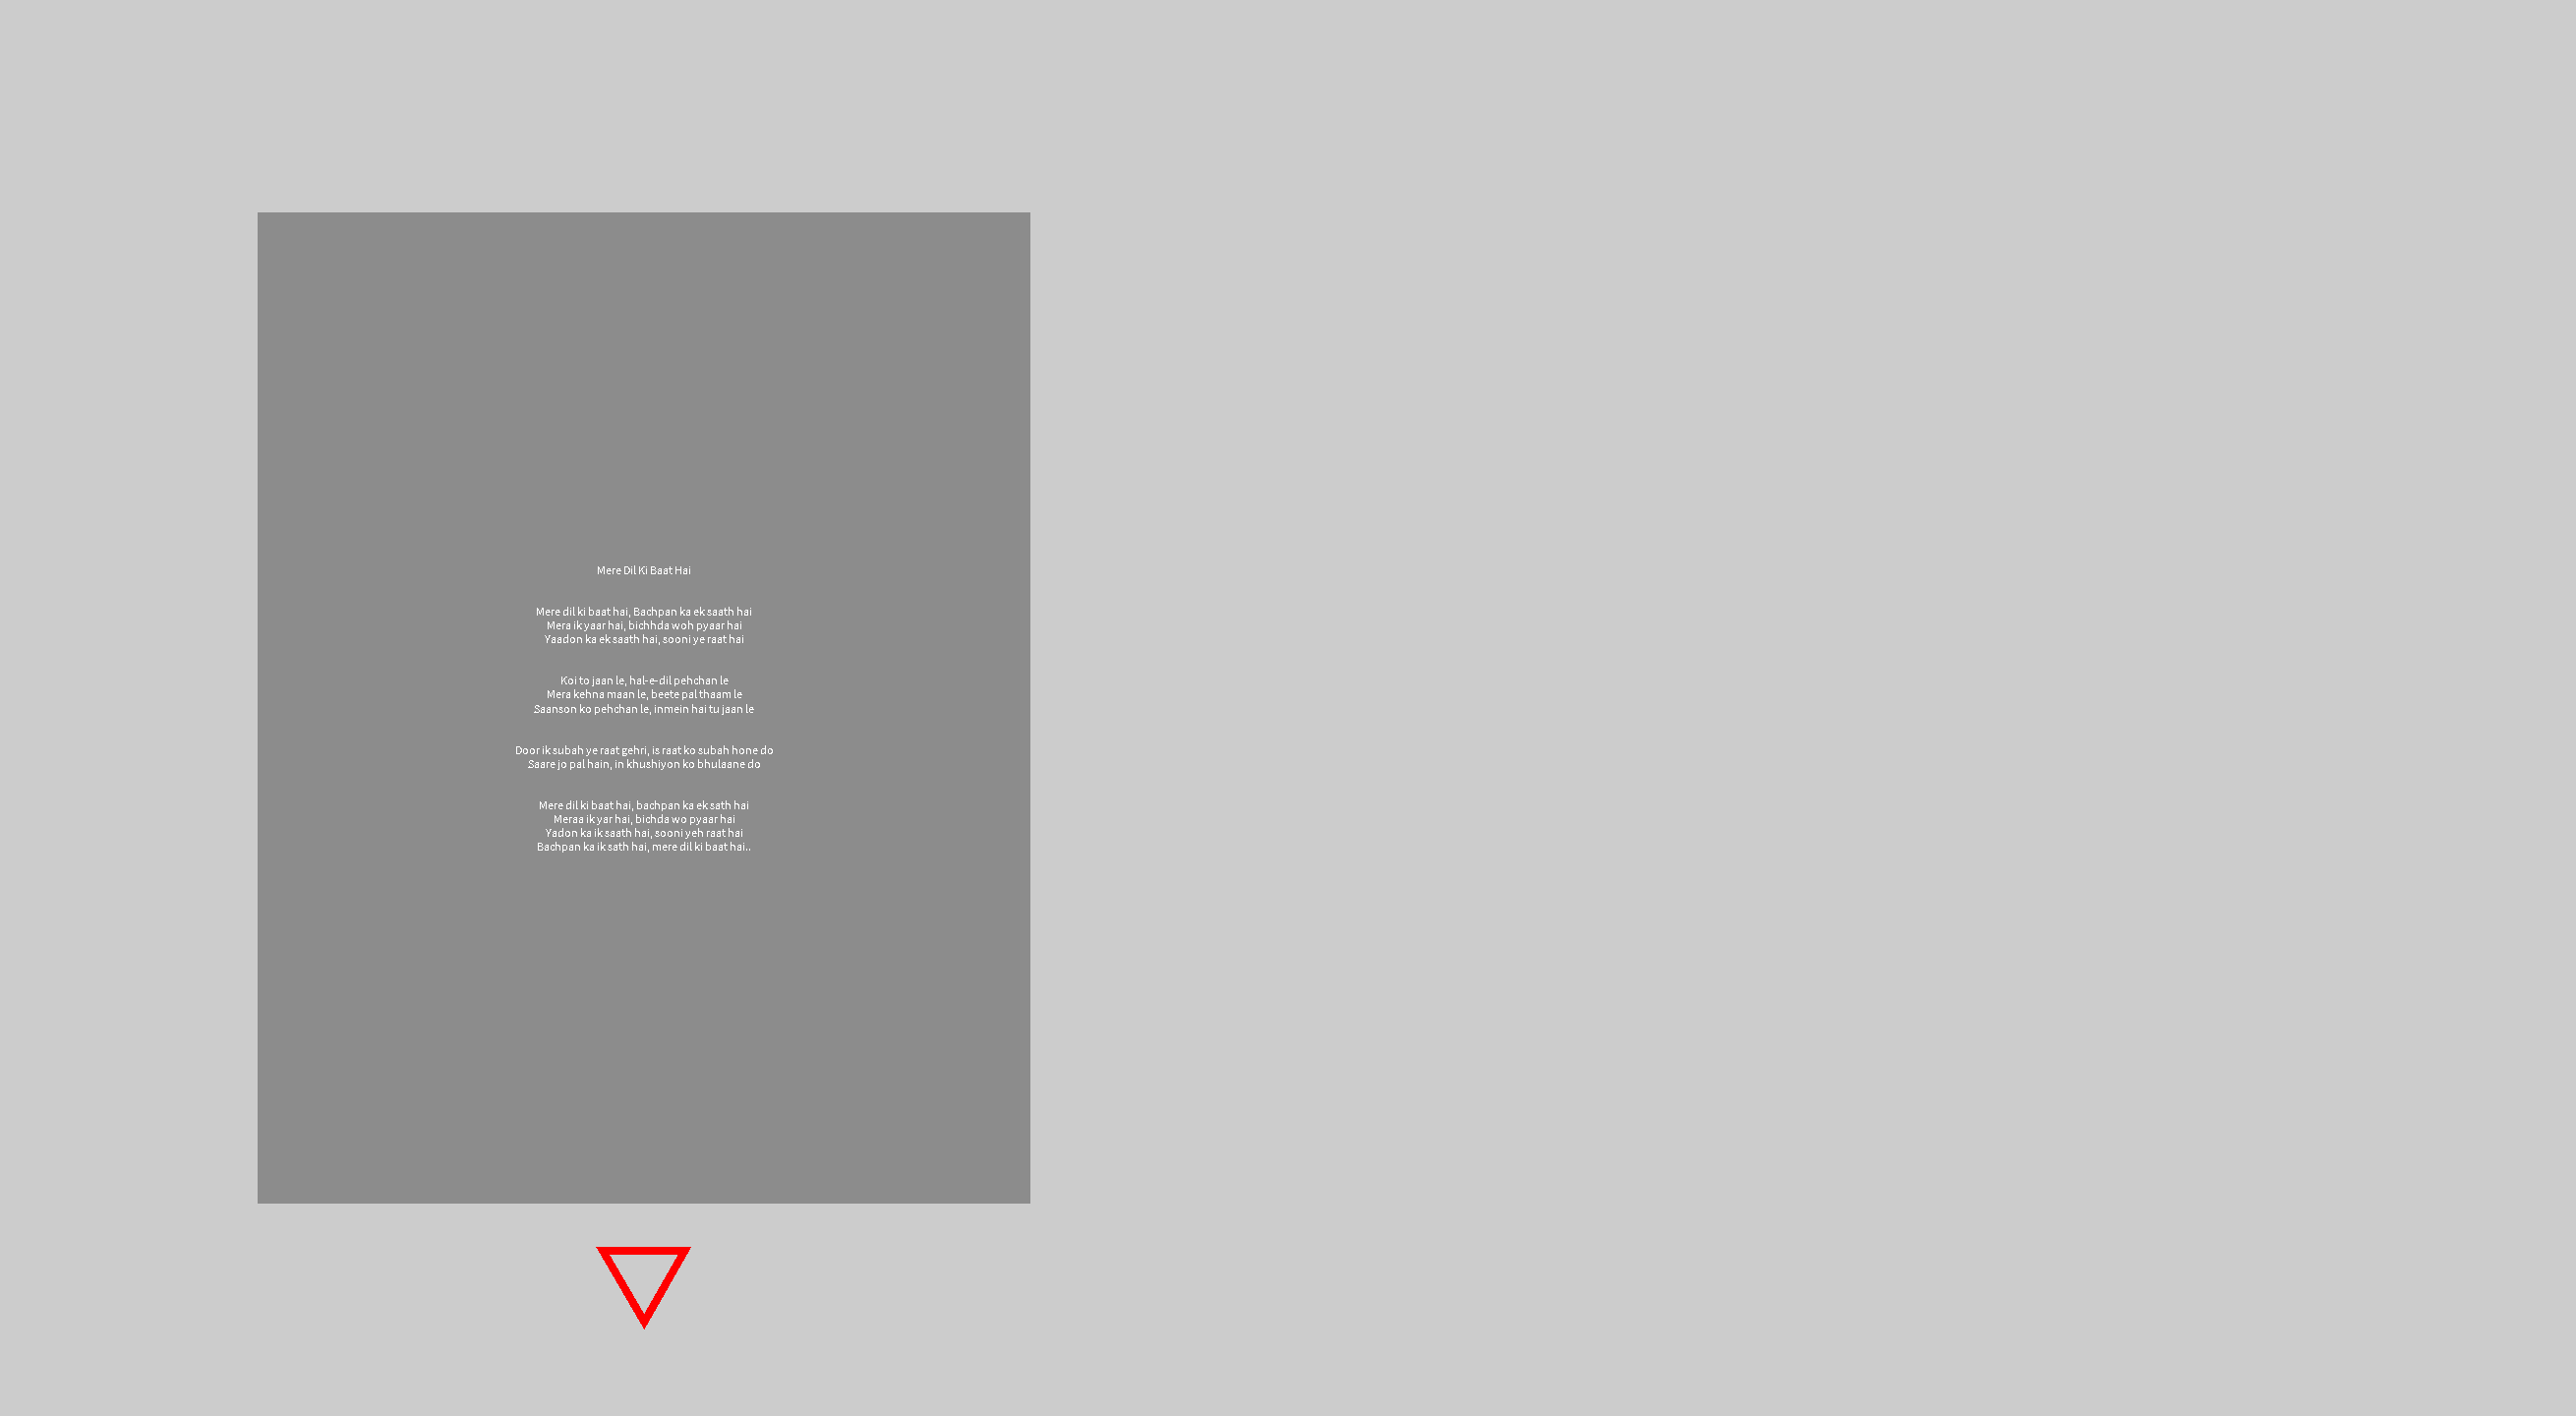 Mere Dil Ki Baat Hai
Mere dil ki baat hai, Bachpan ka ek saath hai
Mera ik yaar hai, bichhda woh pyaar hai
Yaadon ka ek saath hai, sooni ye raat hai
Koi to jaan le, hal-e-dil pehchan le
Mera kehna maan le, beete pal thaam le
Saanson ko pehchan le, inmein hai tu jaan le
Door ik subah ye raat gehri, is raat ko subah hone do
Saare jo pal hain, in khushiyon ko bhulaane do
Mere dil ki baat hai, bachpan ka ek sath hai
Meraa ik yar hai, bichda wo pyaar hai
Yadon ka ik saath hai, sooni yeh raat hai
Bachpan ka ik sath hai, mere dil ki baat hai..